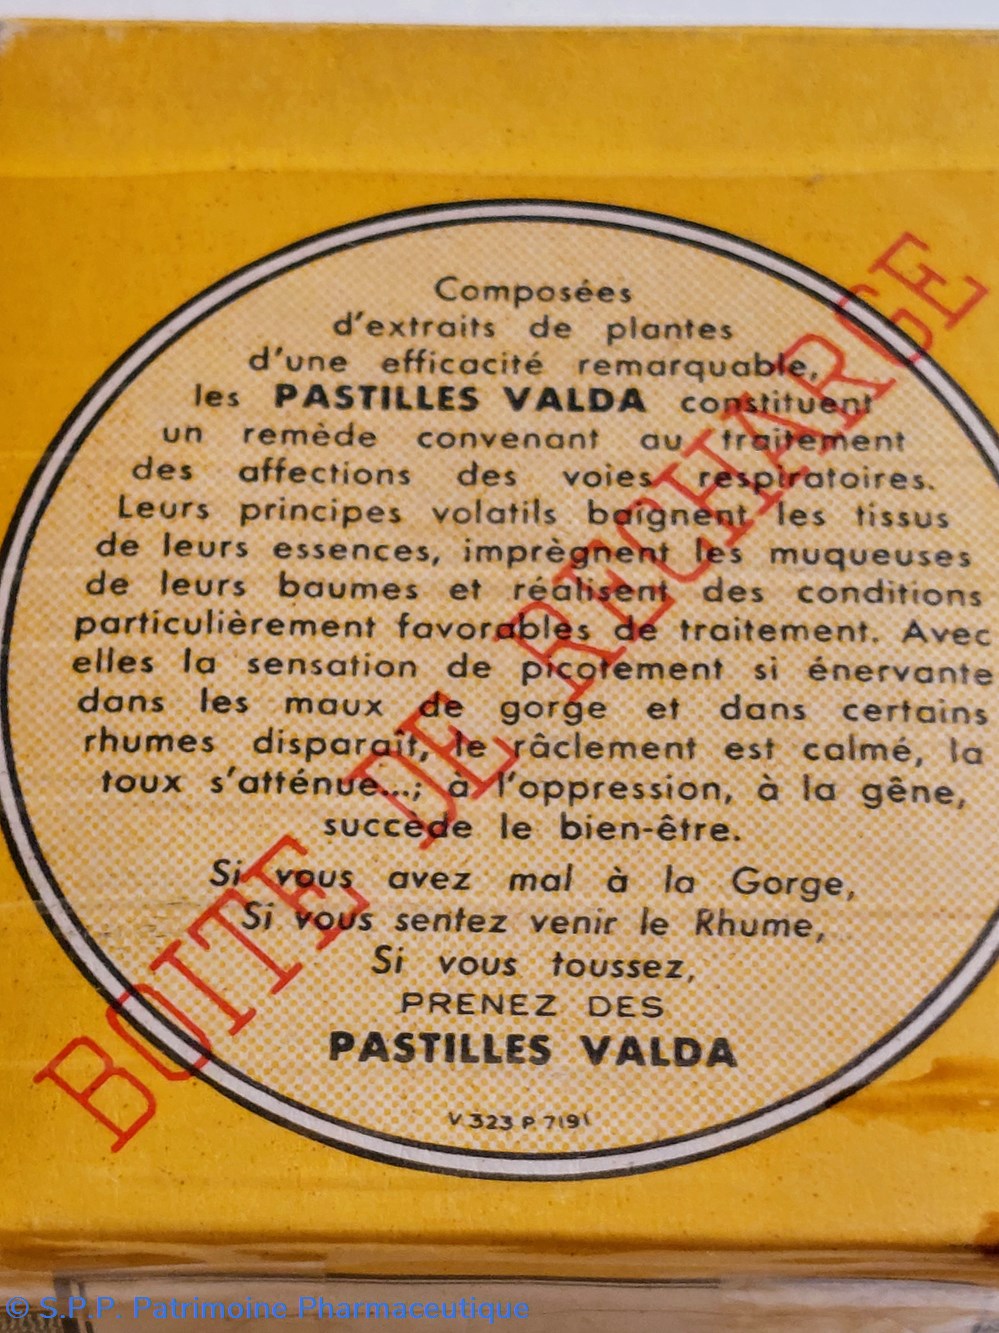 Composées
d'extraits de plantes
d'une efficacité remarquable,
les PASTILLES VALDA constituent
un remède convenant au traitement
des affections des voies respiratoires.
Leurs principes volatils baignent les tissus
de leurs essences, imprègnent les muqueuses
de leurs baumes et réalisent des conditions
particulièrement favorables de traitement. Avec
elles la sensation de picotement si énervante
dans les maux de gorge et dans certains
rhumes disparaît, le râclement est calmé, la
toux s'atténue...; à l'oppression, à la gêne,
succède le bien-être.
Si vous avez mal à la Gorge,
Si vous sentez venir le Rhume,
Si vous toussez,
PRENEZ DES
PASTILLES VALDA
V 323 P 7191
BOITE DE RECHARGE
© S.P.P. Patrimoine Pharmaceutique